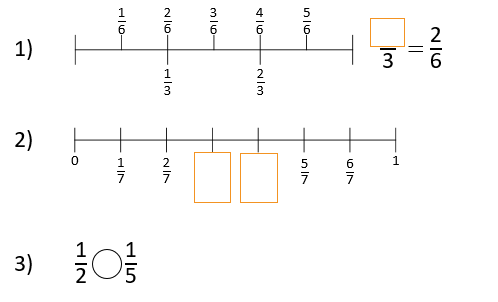 1) 1/6 2/6 3/6 4/6 5/6
1/3 2/3
/3 = 2/6
2)
0 1/7 2/7 5/7 6/7 1
3) 1/2 1/5